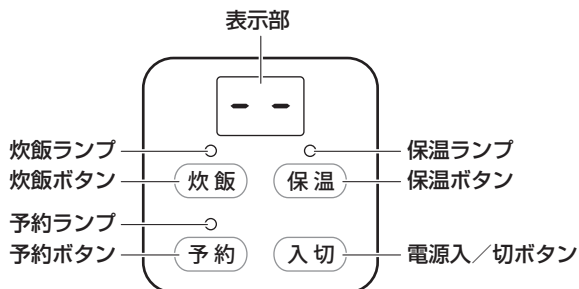 表示部
- -
炊飯ランプ
保温ランプ
炊飯ボタン
炊飯
保温
保温ボタン
予約ランプ
予約ボタン
予約
入切
電源入／切ボタン